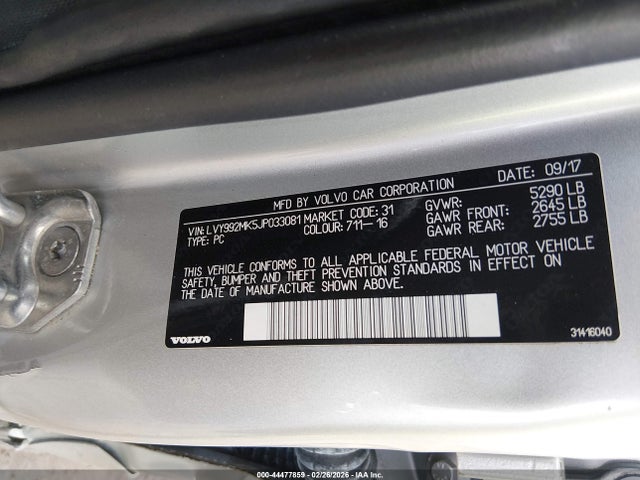 MFD BY VOLVO CAR CORPORATION DATE: 09/17
VIN: LVY992MK5JP033081 MARKET CODE: 31 GVWR: 5290 LB
TYPE: PC COLOUR: 711-16 GAWR FRONT: 2645 LB
GAWR REAR: 2755 LB
THIS VEHICLE CONFORMS TO ALL APPLICABLE FEDERAL MOTOR VEHICLE
SAFETY, BUMPER AND THEFT PREVENTION STANDARDS IN EFFECT ON
THE DATE OF MANUFACTURE SHOWN ABOVE.
VOLVO 31416040
000-44477859 - 02/26/2026 - IAA Inc.